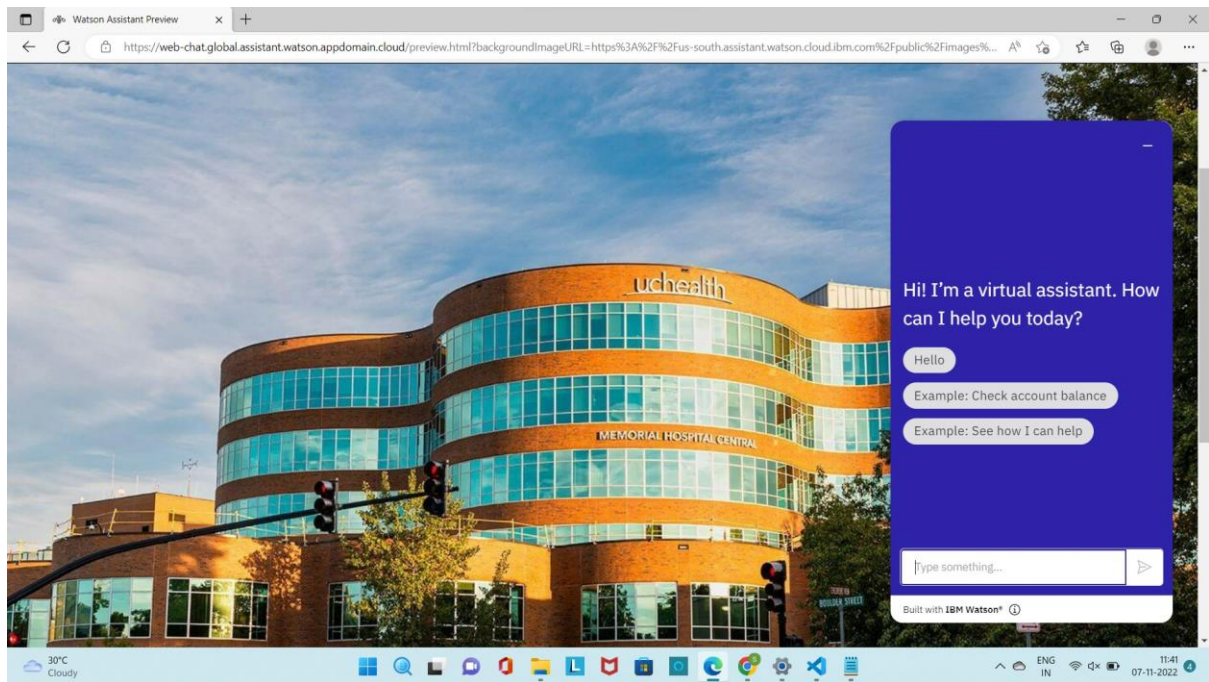 Watson Assistant Preview
https://web-chat.global.assistant.watson.appdomain.cloud/preview.html?backgroundImageURL=https%3A%2F%2Fus-south.assistant.watson.cloud.ibm.com%2Fpublic%2Fimages%...
uchealth
MEMORIAL HOSPITAL CENTRAL
BOULDER STREET
Hi! I'm a virtual assistant. How
can I help you today?
Hello
Example: Check account balance
Example: See how I can help
Type something...
Built with IBM Watson®
30°C
Cloudy
ENG
IN
11:41
07-11-2022
4